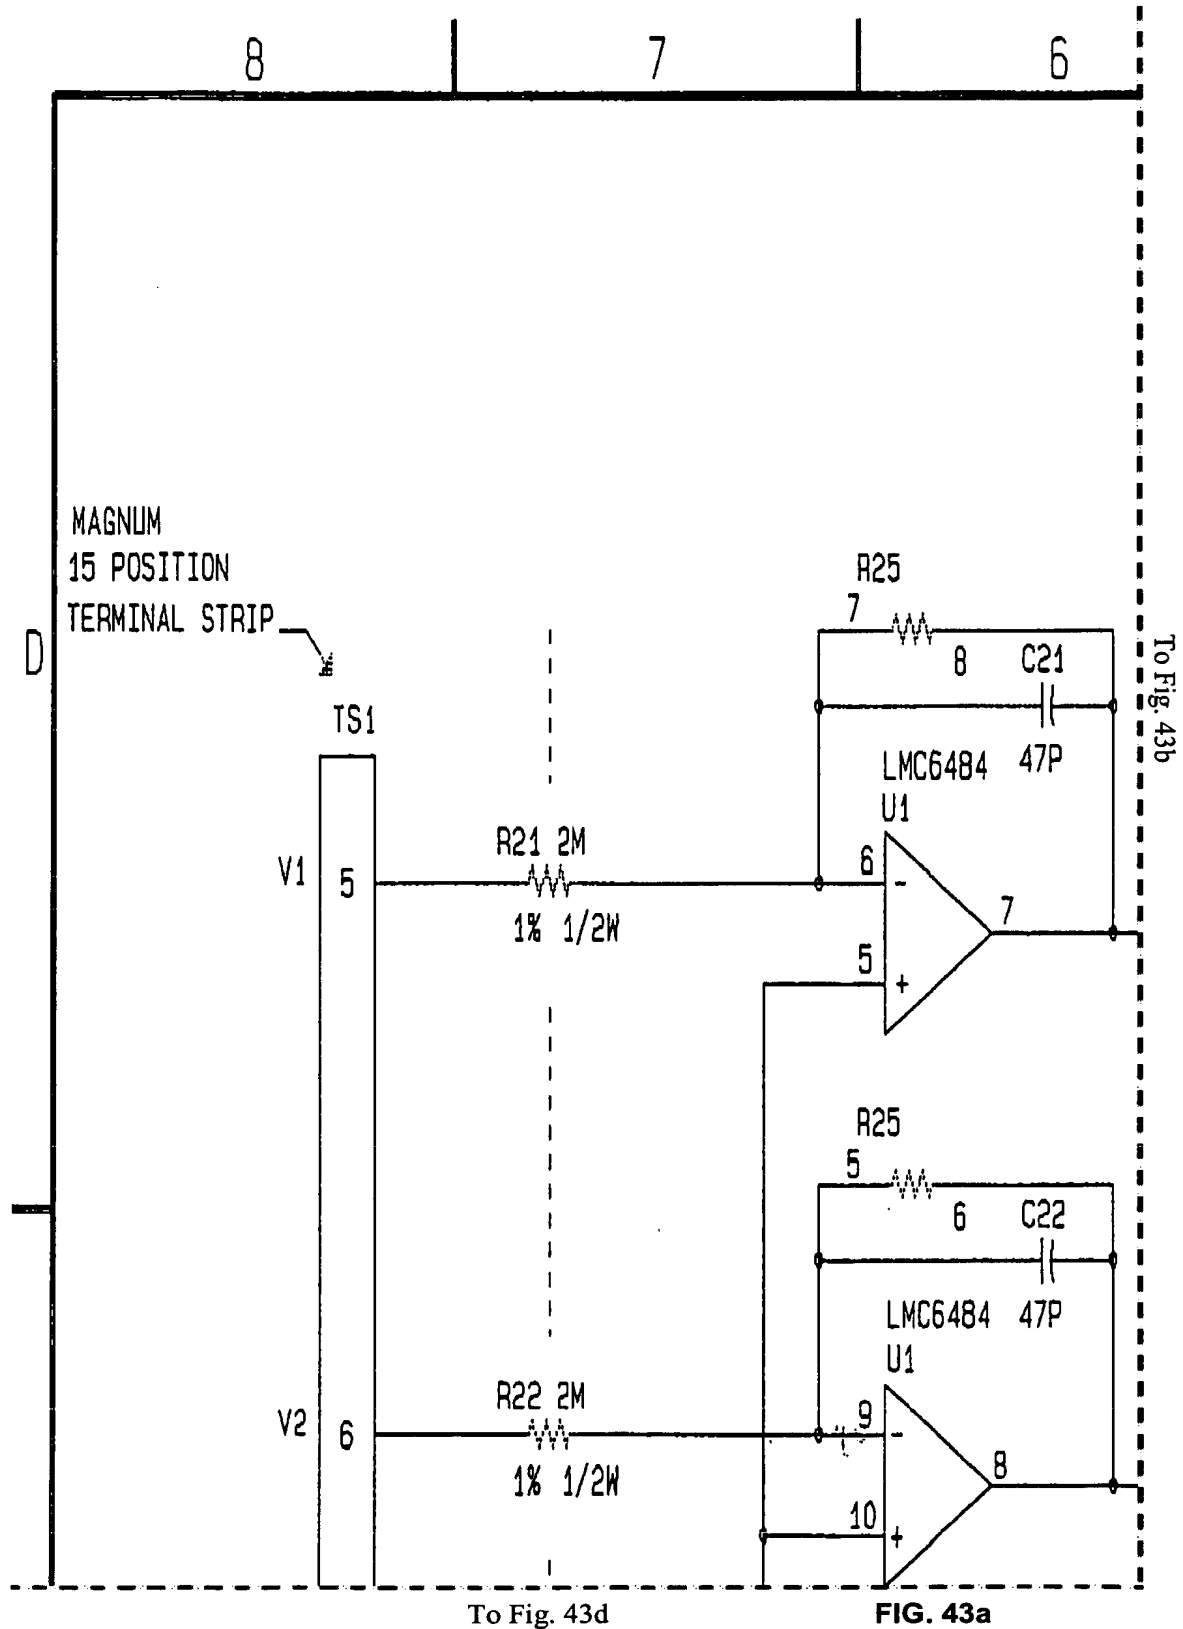 8 7 6
MAGNUM
15 POSITION
TERMINAL STRIP
D
TS1
R25
7
8
C21
47P
LMC6484
U1
To Fig. 43b
V1
5
R21 2M
1% 1/2W
6
-
7
5
+
R25
5
6
C22
47P
LMC6484
U1
V2
6
R22 2M
1% 1/2W
9
-
8
10
+
To Fig. 43d
FIG. 43a